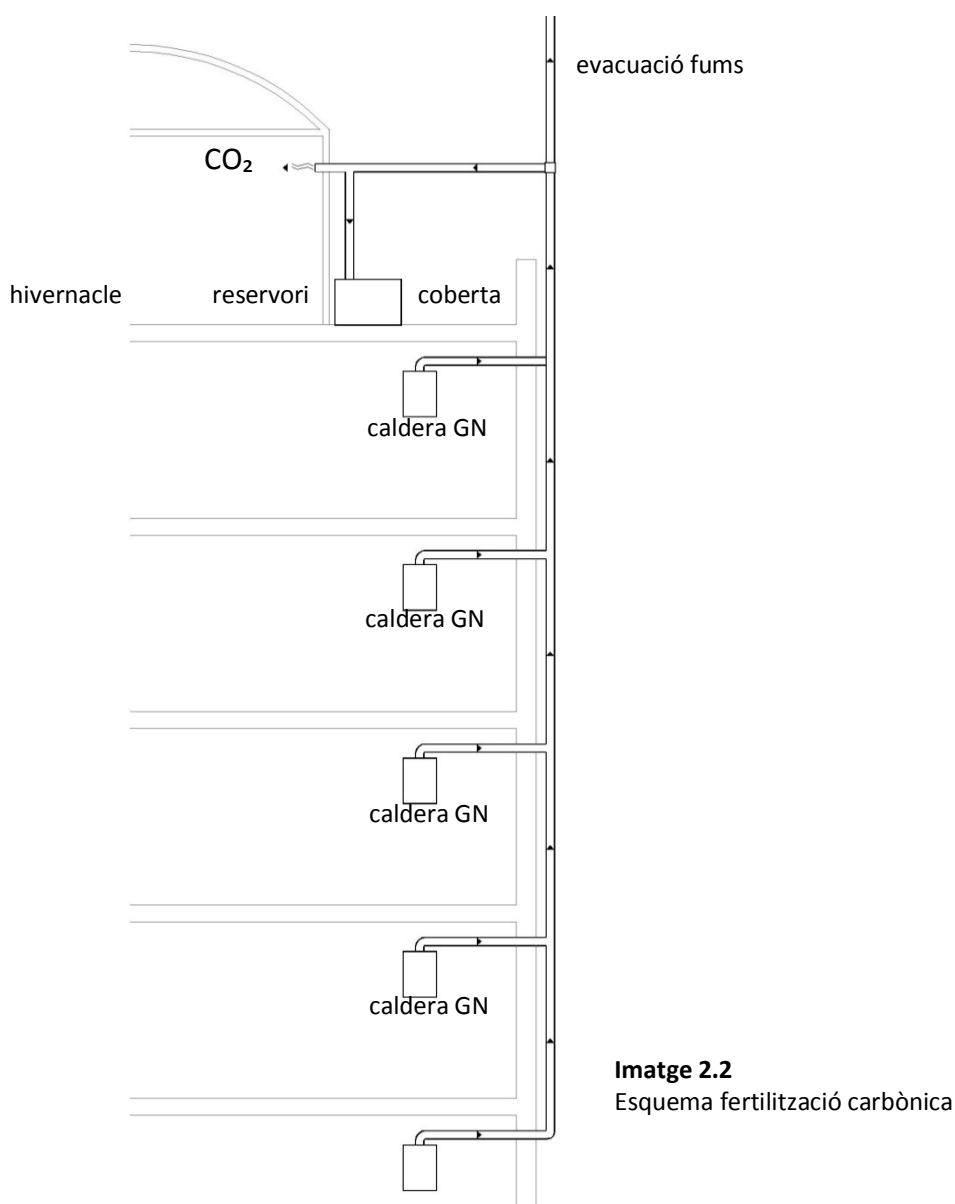 evacuació fums
CO₂
hivernacle
reservori
coberta
caldera GN
caldera GN
caldera GN
caldera GN
Imatge 2.2
Esquema fertilització carbònica